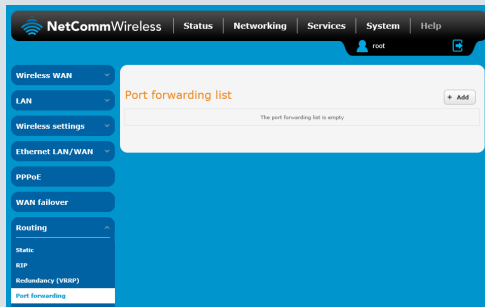 NetCommWireless Status Networking Services System Help
root
Wireless WAN
LAN
Wireless settings
Ethernet LAN/WAN
PPPoE
WAN failover
Routing
Static
RIP
Redundancy (VRRP)
Port forwarding
Port forwarding list
+ Add
The port forwarding list is empty